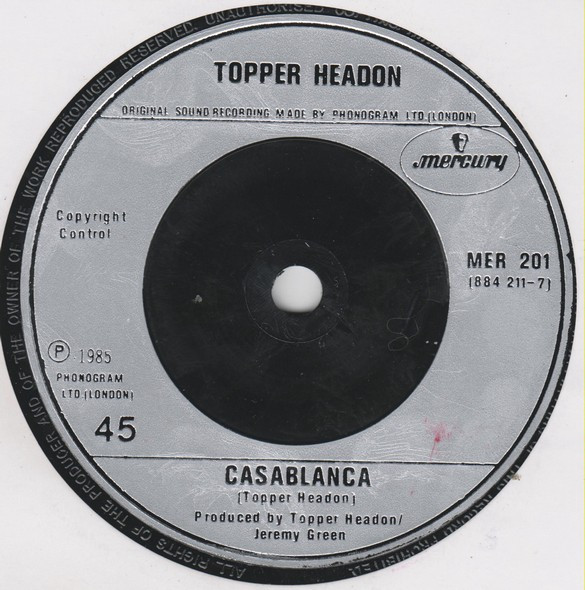 TOPPER HEADON
ORIGINAL SOUND RECORDING MADE BY PHONOGRAM LTD.(LONDON)
mercury
Copyright
Control
MER 201
(884 211-7)
Ⓟ 1985
PHONOGRAM
LTD.(LONDON)
45
CASABLANCA
(Topper Headon)
Produced by Topper Headon/
Jeremy Green
ALL RIGHTS OF THE PRODUCER AND OF THE OWNER OF THE WORK REPRODUCED RESERVED. UNAUTHORISED
PROHIBITED